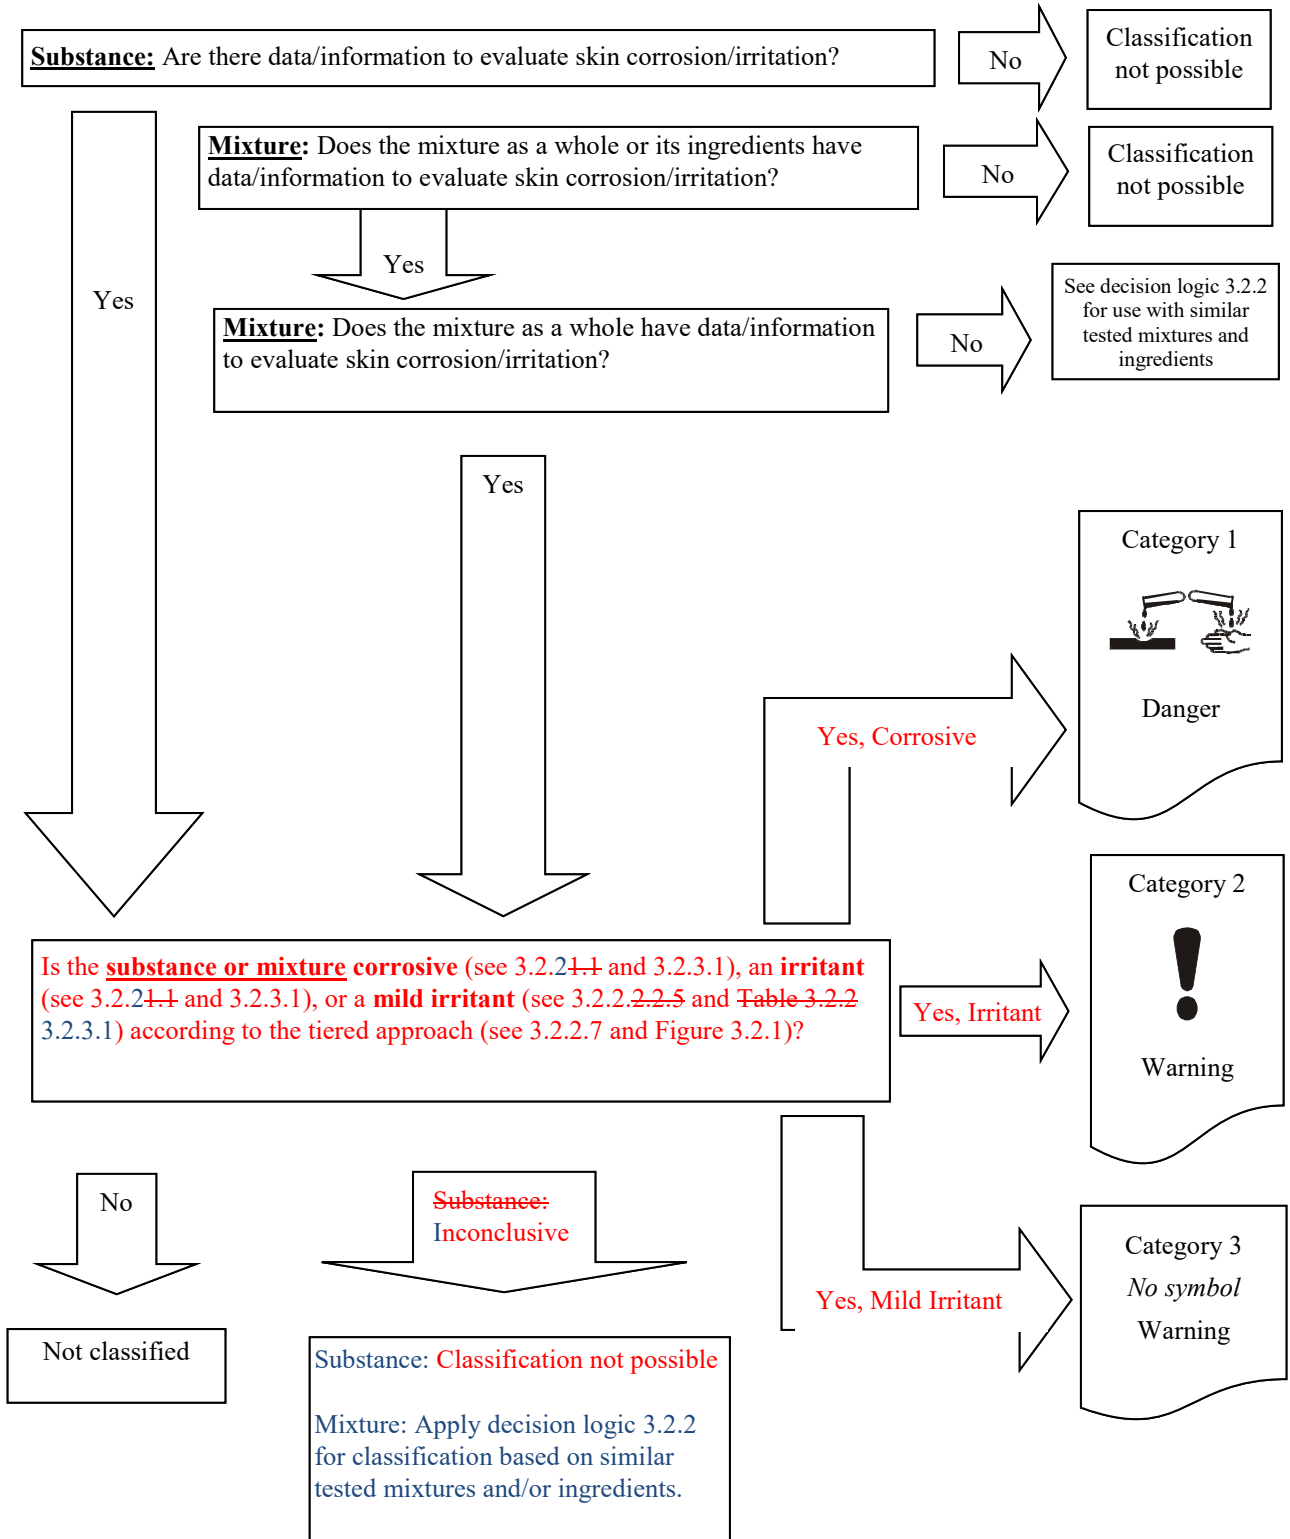 Substance: Are there data/information to evaluate skin corrosion/irritation?
No
Classification
not possible
Mixture: Does the mixture as a whole or its ingredients have
data/information to evaluate skin corrosion/irritation?
No
Classification
not possible
Yes
Yes
Mixture: Does the mixture as a whole have data/information
to evaluate skin corrosion/irritation?
No
See decision logic 3.2.2
for use with similar
tested mixtures and
ingredients
Yes
Category 1
Danger
Yes, Corrosive
Category 2
Warning
Is the substance or mixture corrosive (see 3.2.21.1 and 3.2.3.1), an irritant
(see 3.2.21.1 and 3.2.3.1), or a mild irritant (see 3.2.2.2.2.5 and Table 3.2.2
3.2.3.1) according to the tiered approach (see 3.2.2.7 and Figure 3.2.1)?
Yes, Irritant
No
Substance:
Inconclusive
Yes, Mild Irritant
Category 3
No symbol
Warning
Not classified
Substance: Classification not possible
Mixture: Apply decision logic 3.2.2
for classification based on similar
tested mixtures and/or ingredients.